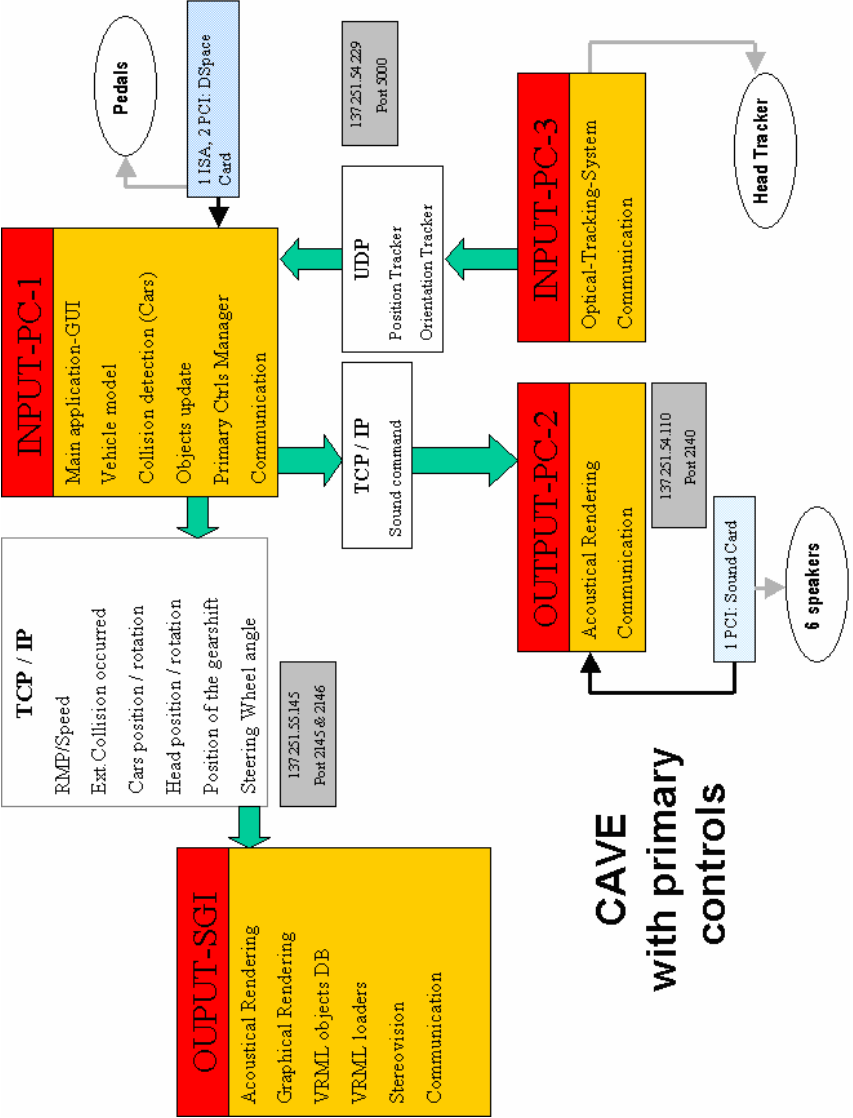 OUPUT-SGI
Acoustical Rendering
Graphical Rendering
VRML objects DB
VRML loaders
Stereovision
Communication
TCP / IP
RMP/Speed
Ext.Collision occurred
Cars position / rotation
Head position / rotation
Position of the gearshift
Steering Wheel angle
137.251.55.145
Port 2145 & 2146
INPUT-PC-1
Main application-GUI
Vehicle model
Collision detection (Cars)
Objects update
Primary Ctrls Manager
Communication
Pedals
1 ISA, 2 PCI: DSpace
Card
TCP / IP
Sound command
UDP
Position Tracker
Orientation Tracker
137.251.54.229
Port 5000
CAVE
with primary
controls
OUTPUT-PC-2
Acoustical Rendering
Communication
137.251.54.110
Port 2140
1 PCI: Sound Card
6 speakers
INPUT-PC-3
Optical-Tracking-System
Communication
Head Tracker